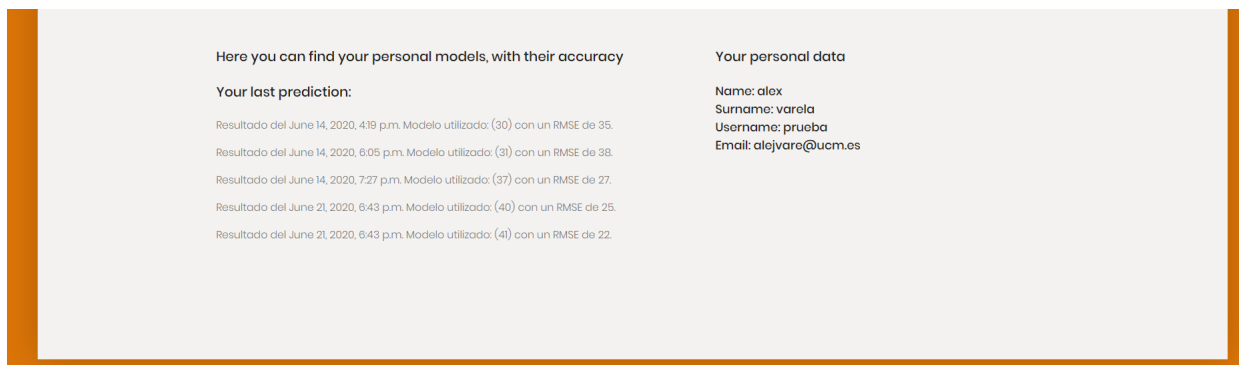 Here you can find your personal models, with their accuracy
Your last prediction:
Resultado del June 14, 2020, 4:19 p.m. Modelo utilizado: (30) con un RMSE de 35.
Resultado del June 14, 2020, 6:05 p.m. Modelo utilizado: (31) con un RMSE de 38.
Resultado del June 14, 2020, 7:27 p.m. Modelo utilizado: (37) con un RMSE de 27.
Resultado del June 21, 2020, 6:43 p.m. Modelo utilizado: (40) con un RMSE de 25.
Resultado del June 21, 2020, 6:43 p.m. Modelo utilizado: (41) con un RMSE de 22.
Your personal data
Name: alex
Surname: varela
Username: prueba
Email: alejvare@ucm.es